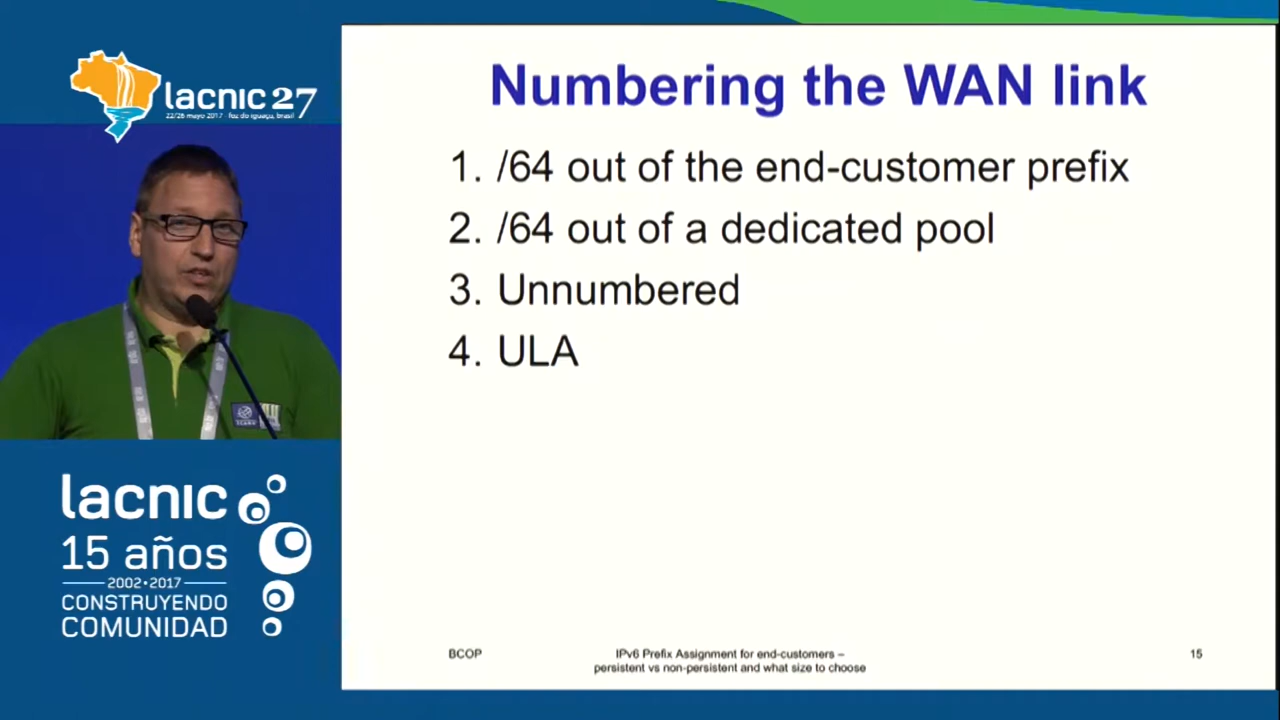 lacnic 27
22/26 mayo 2017 - foz do iguaçu, brasil
lacnic
15 años
2002•2017
CONSTRUYENDO
COMUNIDAD
Numbering the WAN link
1. /64 out of the end-customer prefix
2. /64 out of a dedicated pool
3. Unnumbered
4. ULA
BCOP
IPv6 Prefix Assignment for end-customers –
persistent vs non-persistent and what size to choose
15